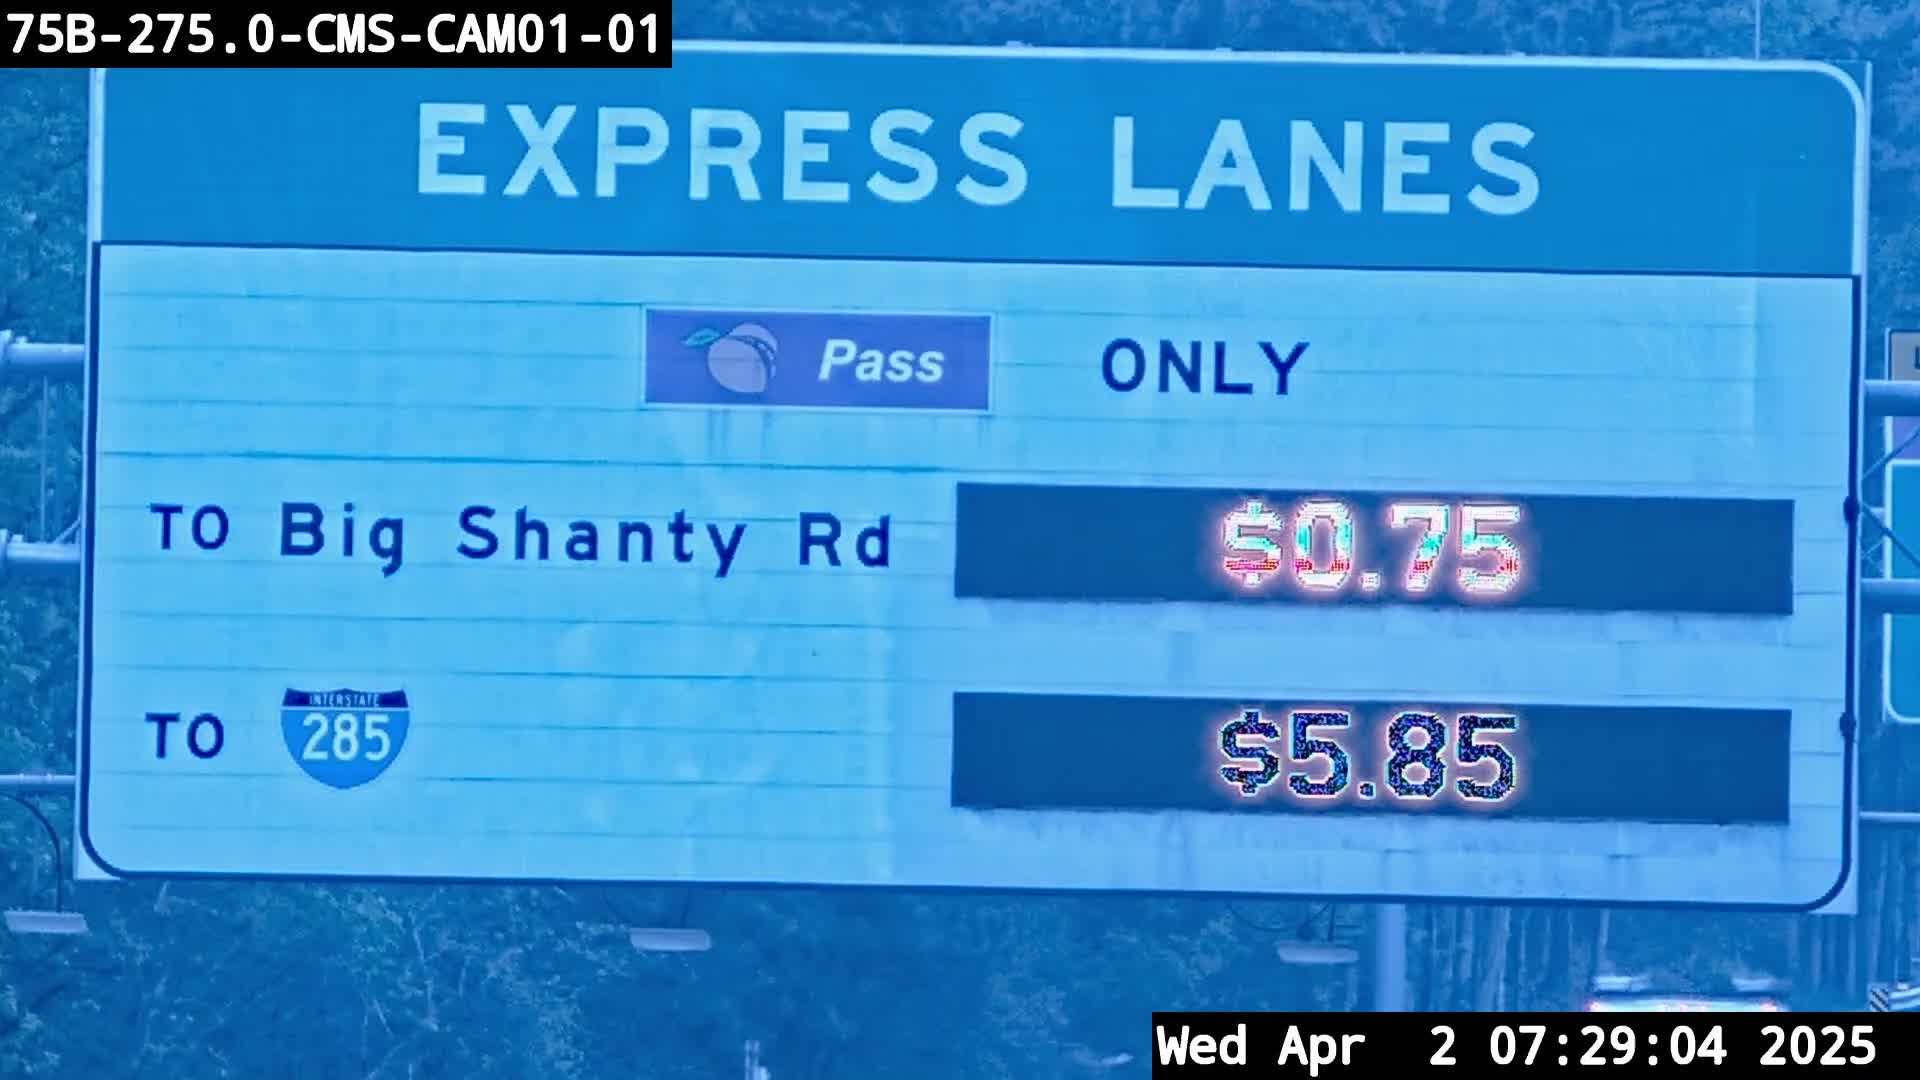 75B-275.0-CMS-CAM01-01
EXPRESS LANES
Pass ONLY
TO Big Shanty Rd $0.75
INTERSTATE
TO 285 $5.85
Wed Apr 2 07:29:04 2025